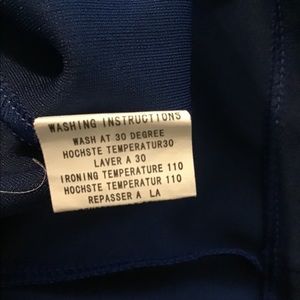 WASHING INSTRUCTIONS
WASH AT 30 DEGREE
HOCHSTE TEMPERATUR30
LAVER A 30
IRONING TEMPERATURE 110
HOCHSTE TEMPERATUR 110
REPASSER A LA